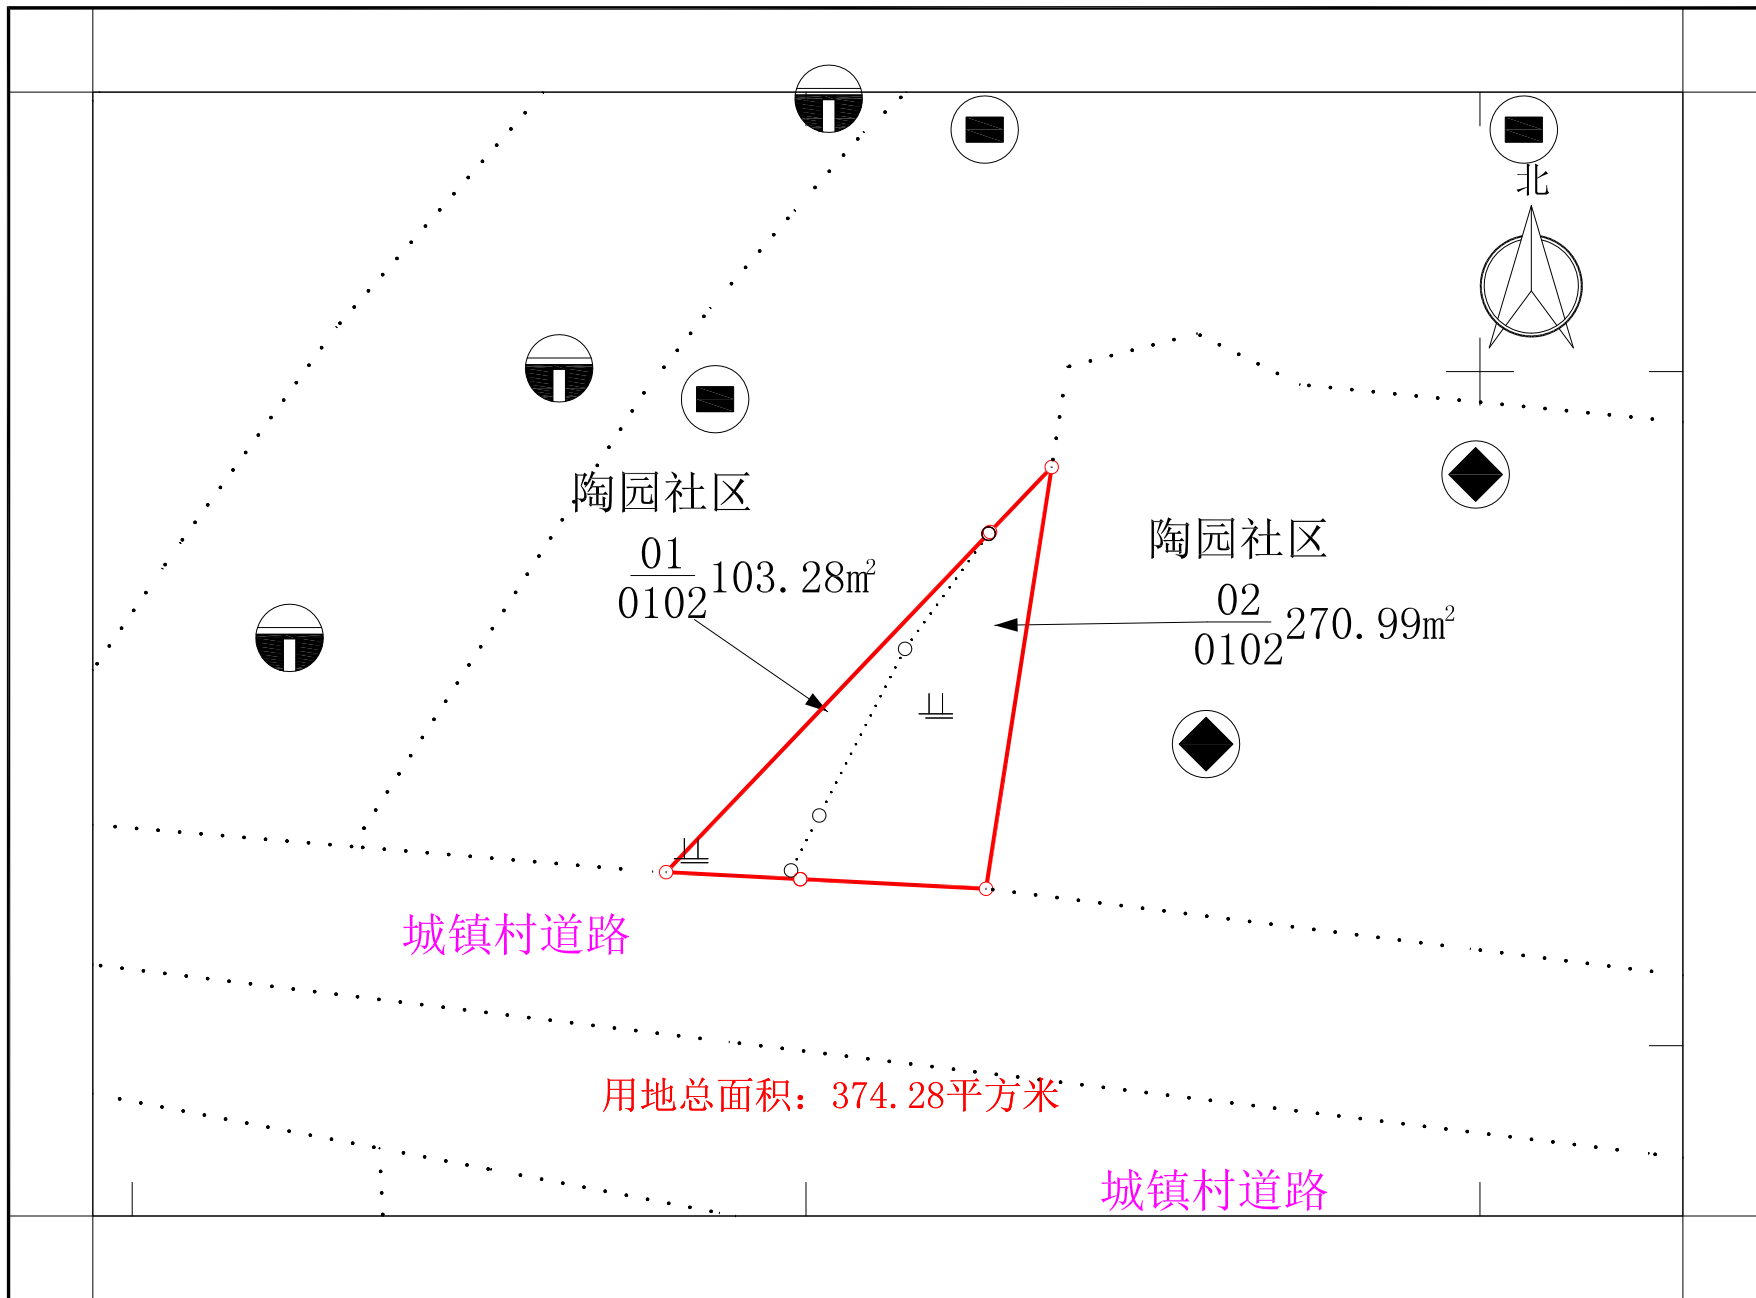 北
陶园社区
01
0102
103.28m²
陶园社区
02
0102
270.99m²
城镇村道路
用地总面积：374.28平方米
城镇村道路